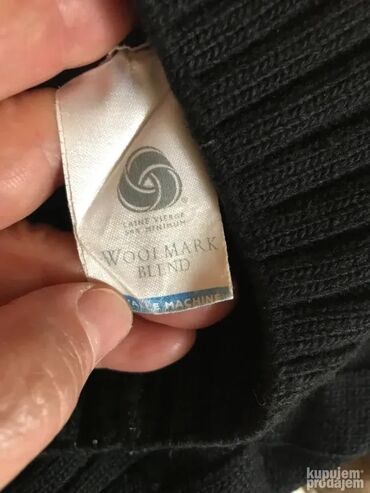 ®
LAINE VIERGE
50% MINIMUM
WOOLMARK
BLEND
MACHINE
kupujem
prodajem